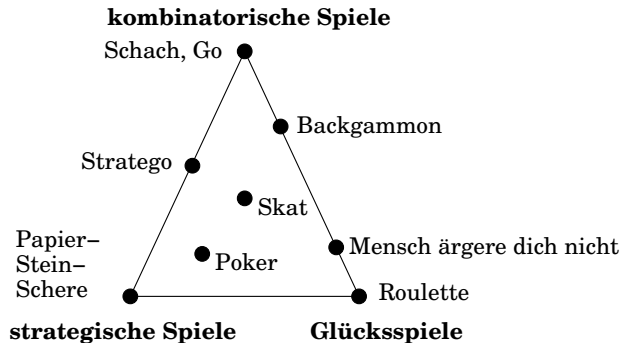 kombinatorische Spiele
Schach, Go
Backgammon
Stratego
Skat
Papier–
Stein–
Schere
Mensch ärgere dich nicht
Poker
Roulette
strategische Spiele
Glücksspiele